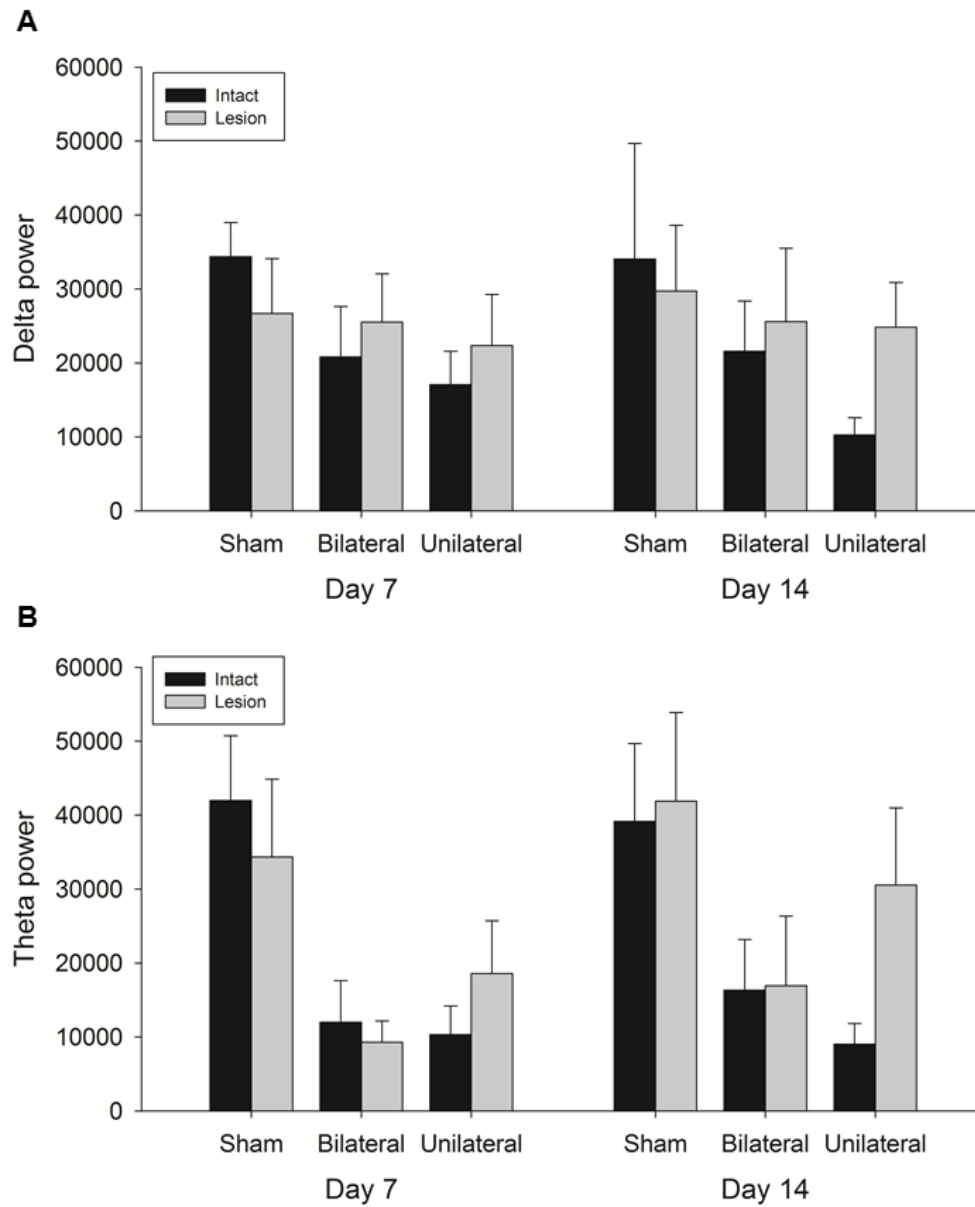 A
60000
50000
40000
30000
20000
10000
0
Delta power
Intact
Lesion
Sham Bilateral Unilateral Sham Bilateral Unilateral
Day 7 Day 14
B
60000
50000
40000
30000
20000
10000
0
Theta power
Intact
Lesion
Sham Bilateral Unilateral Sham Bilateral Unilateral
Day 7 Day 14